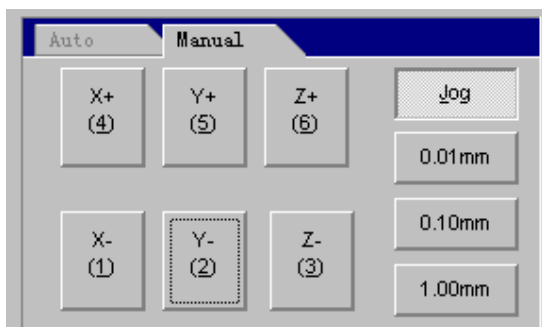 Auto Manual
X+ Y+ Z+
(4) (5) (6)
Jog
0.01mm
X- Y- Z-
(1) (2) (3)
0.10mm
1.00mm